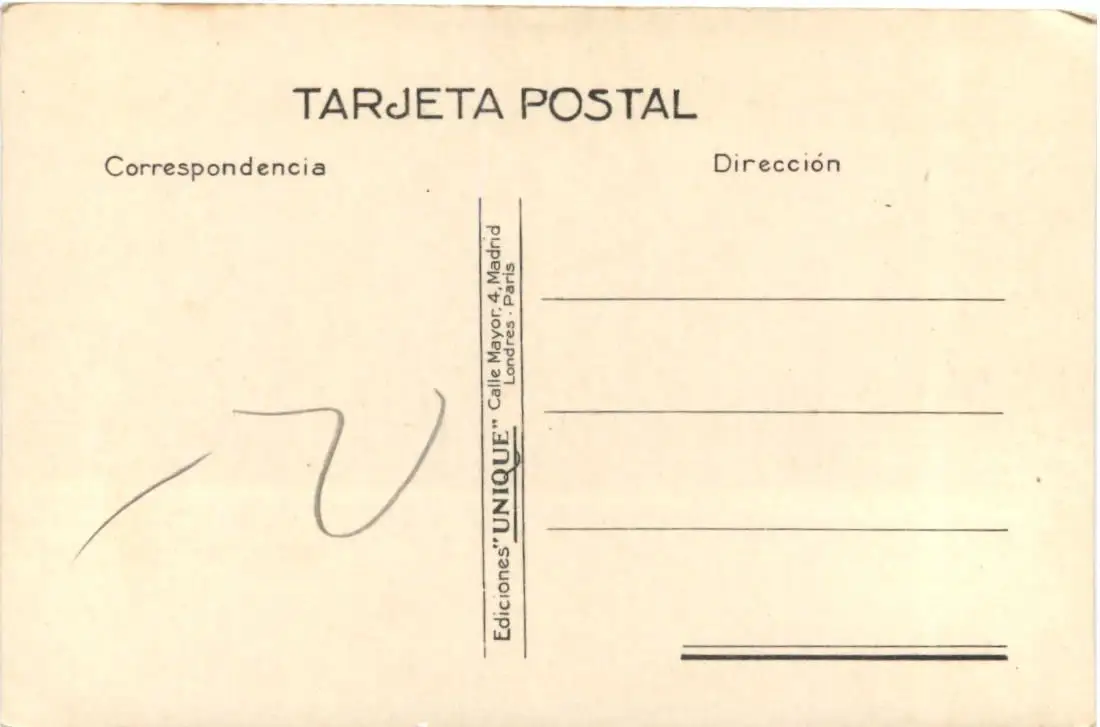 TARJETA POSTAL
Correspondencia
Dirección
Ediciones "UNIQUE" Calle Mayor, 4, Madrid
Londres · Paris